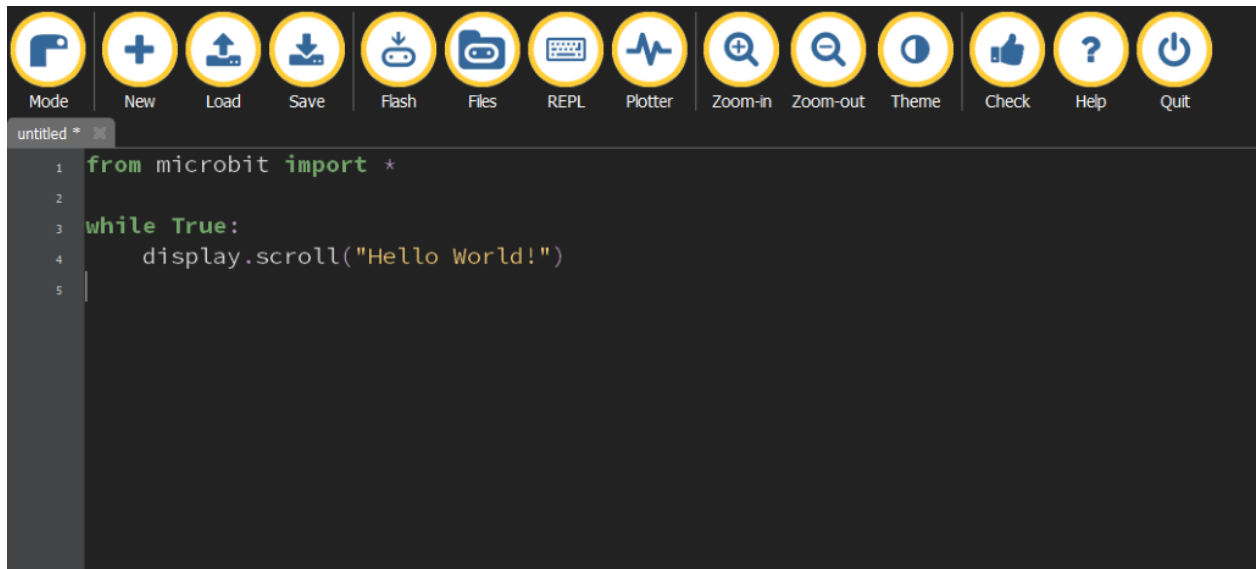 Mode New Load Save Flash Files REPL Plotter Zoom-in Zoom-out Theme Check Help Quit
untitled *
1 from microbit import *
2
3 while True:
4     display.scroll("Hello World!")
5